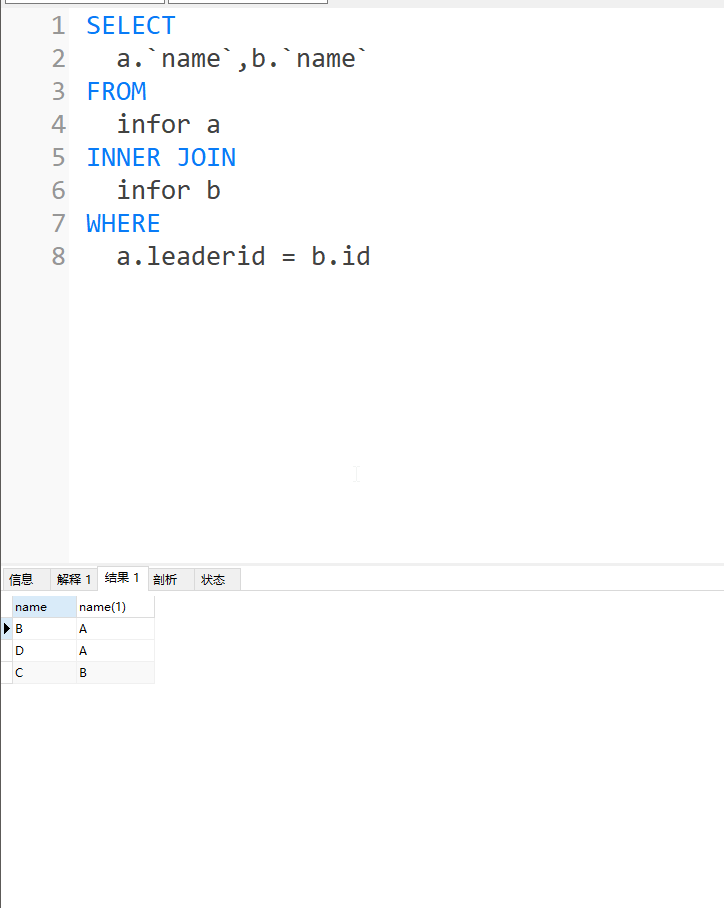 1 SELECT
2 a.`name`,b.`name`
3 FROM
4 infor a
5 INNER JOIN
6 infor b
7 WHERE
8 a.leaderid = b.id
信息 解释 1 结果 1 剖析 状态
name name(1)
B A
D A
C B